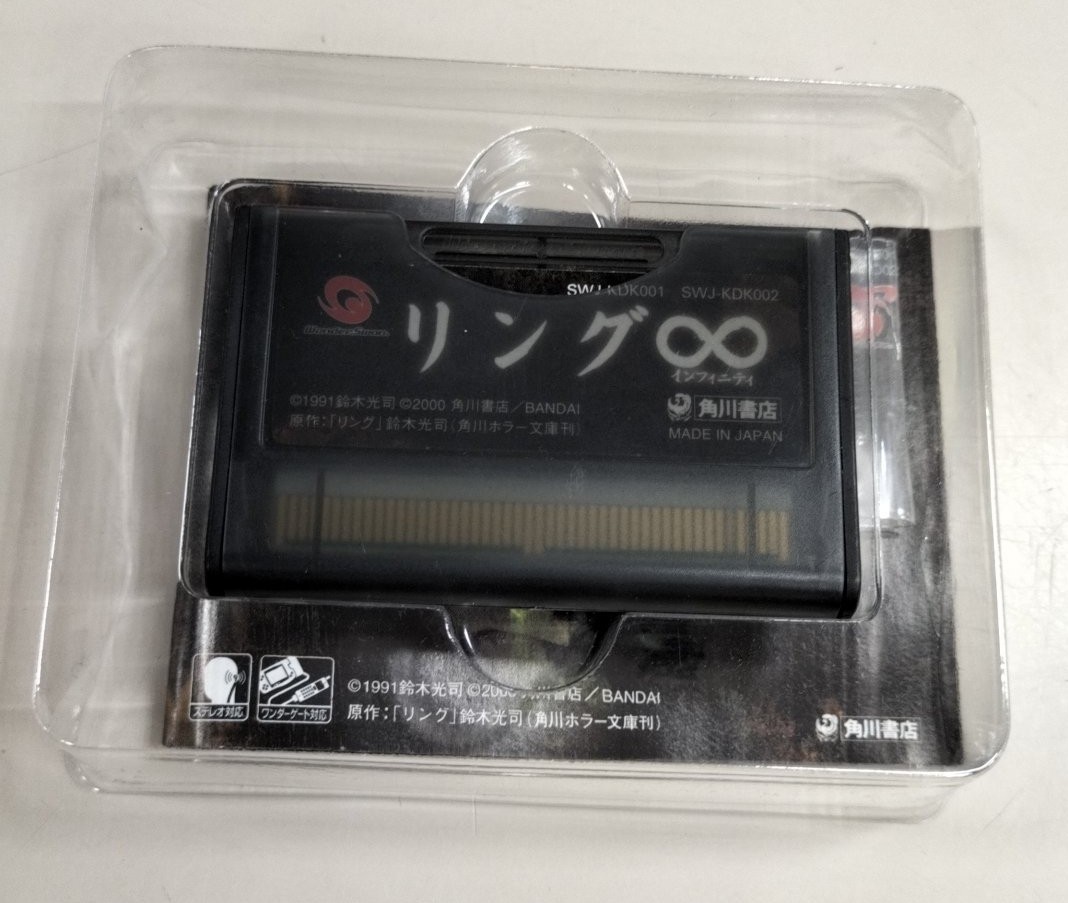 SWJ-KDK001 SWJ-KDK002
WonderSwan
リング∞
インフィニティ
©1991鈴木光司 ©2000 角川書店／BANDAI
原作：「リング」鈴木光司（角川ホラー文庫刊）
角川書店
MADE IN JAPAN
ステレオ対応
ワンダーゲート対応
©1991鈴木光司 ©2000 角川書店／BANDAI
原作：「リング」鈴木光司（角川ホラー文庫刊）
角川書店